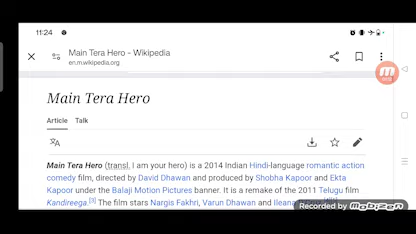 11:24
Main Tera Hero - Wikipedia
en.m.wikipedia.org
Main Tera Hero
Article Talk
Main Tera Hero (transl. I am your hero) is a 2014 Indian Hindi-language romantic action
comedy film, directed by David Dhawan and produced by Shobha Kapoor and Ekta
Kapoor under the Balaji Motion Pictures banner. It is a remake of the 2011 Telugu film
Kandireega.[3] The film stars Nargis Fakhri, Varun Dhawan and Ileana
Recorded by mobizen